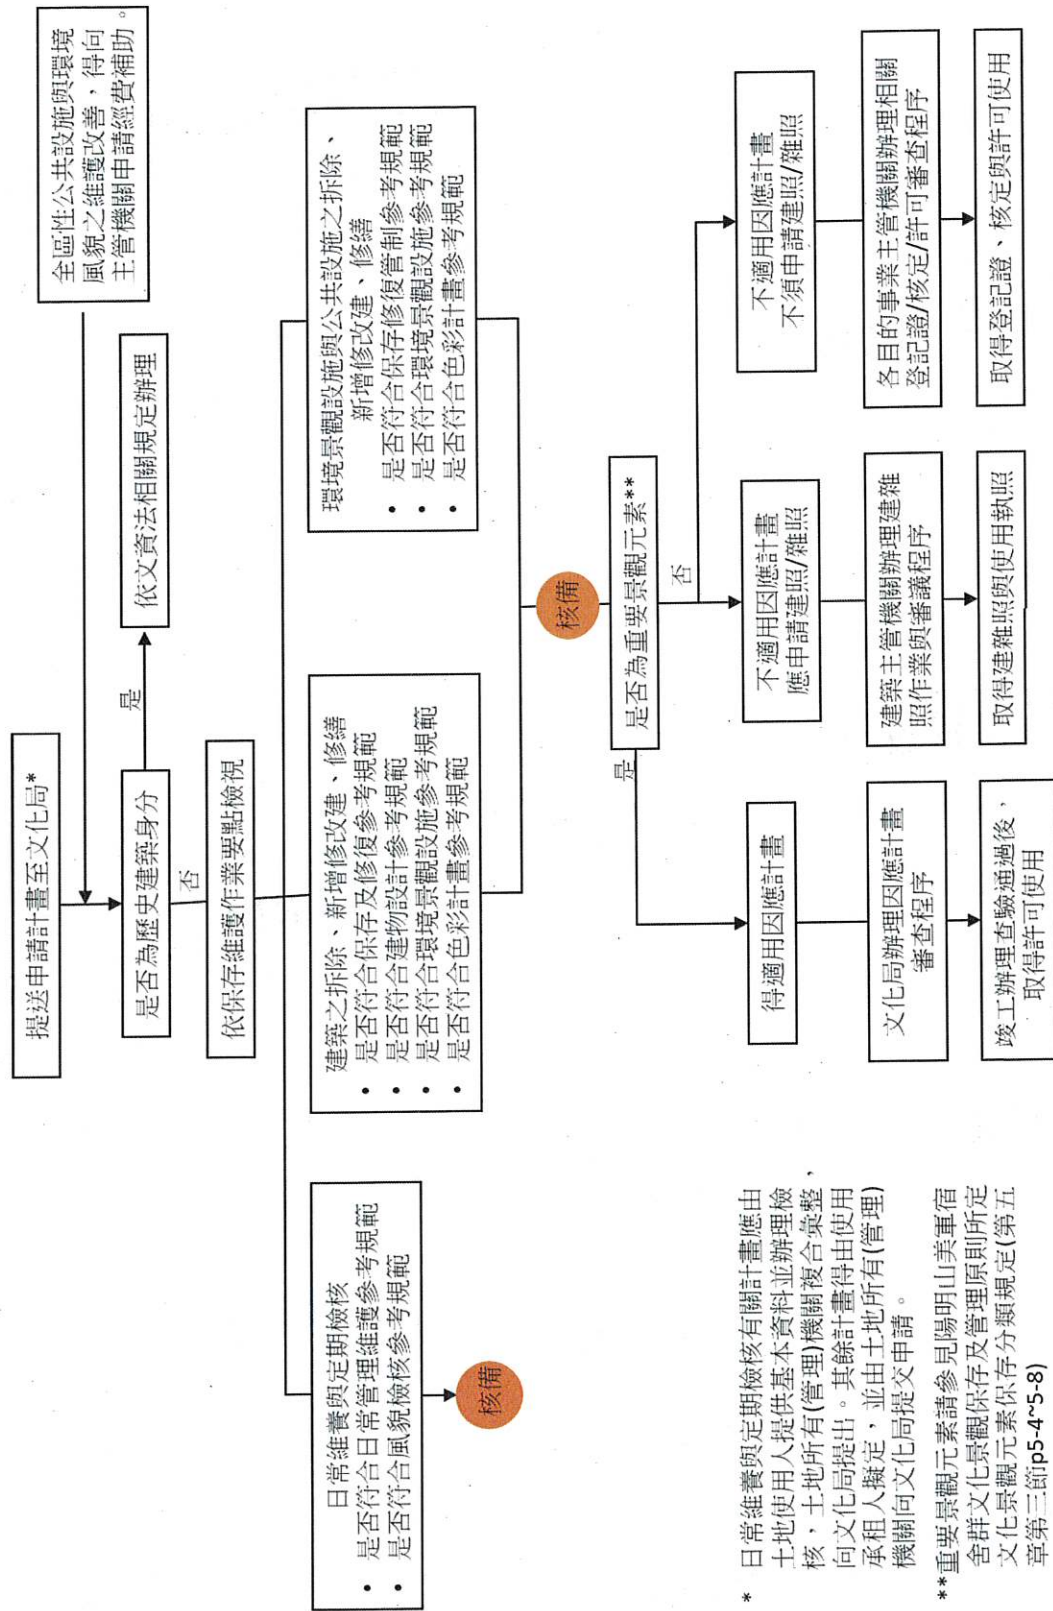 提送申請計畫至文化局*
全區性公共設施與環境
風貌之維護改善，得向
主管機關申請經費補助。
是否為歷史建築身分
是
依文資法相關規定辦理
否
依保存維護作業要點檢視
日常維養與定期檢核
• 是否符合日常管理維護參考規範
• 是否符合風貌檢核參考規範
核備
建築之拆除、新增修改建、修繕
• 是否符合保存及修復參考規範
• 是否符合建物設計參考規範
• 是否符合環境景觀設施參考規範
• 是否符合色彩計畫參考規範
環境景觀設施與公共設施之拆除、
新增修改建、修繕
• 是否符合保存修復管制參考規範
• 是否符合環境景觀設施參考規範
• 是否符合色彩計畫參考規範
核備
是否為重要景觀元素**
是
否
得適用因應計畫
文化局辦理因應計畫
審查程序
竣工辦理查驗通過後，
取得許可使用
不適用因應計畫
應申請建照/雜照
建築主管機關辦理建雜
照作業與審議程序
取得建雜照與使用執照
不適用因應計畫
不須申請建照/雜照
各目的事業主管機關辦理相關
登記證/核定/許可審查程序
取得登記證、核定與許可使用
* 日常維養與定期檢核有關計畫應由
土地使用人提供基本資料並辦理檢
核，土地所有(管理)機關複合彙整，
向文化局提出。其餘計畫得由使用
承租人擬定，並由土地所有(管理)
機關向文化局提交申請。
**重要景觀元素請參見陽明山美軍宿
舍群文化景觀保存及管理原則所定
文化景觀元素保存分類規定(第五
章第三節p5-4~5-8)